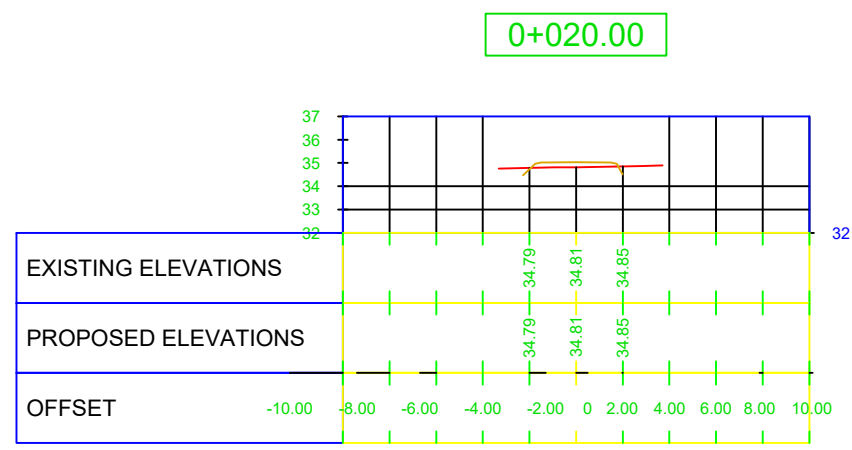 0+020.00
37
36
35
34
33
32 32
EXISTING ELEVATIONS 34.79 34.81 34.85
PROPOSED ELEVATIONS 34.79 34.81 34.85
OFFSET -10.00 -8.00 -6.00 -4.00 -2.00 0 2.00 4.00 6.00 8.00 10.00